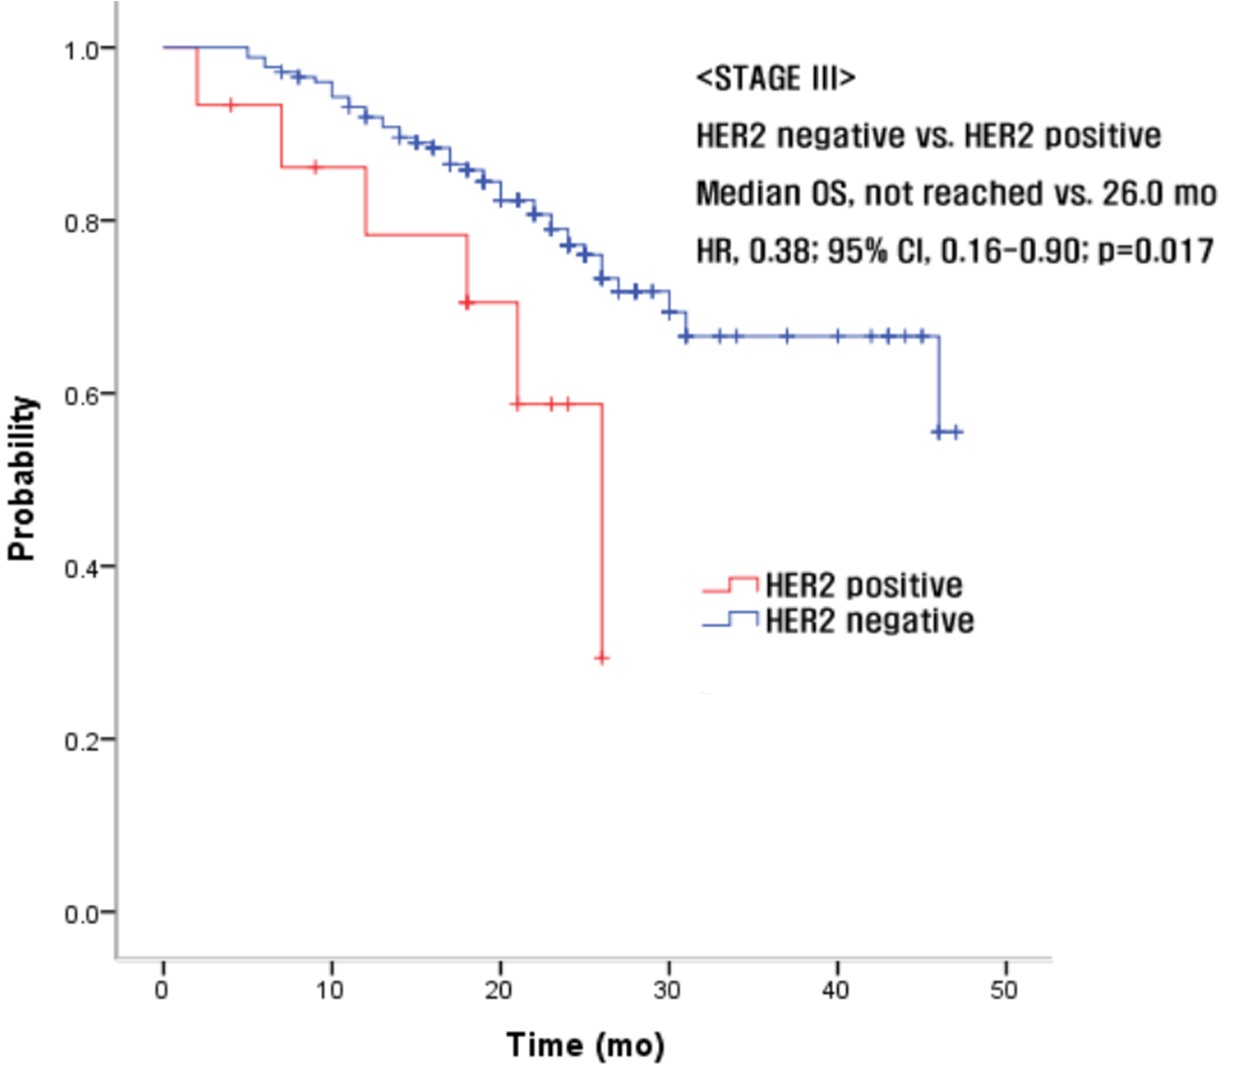 1.0
0.8
0.6
0.4
0.2
0.0
Probability
<STAGE III>
HER2 negative vs. HER2 positive
Median OS, not reached vs. 26.0 mo
HR, 0.38; 95% CI, 0.16-0.90; p=0.017
HER2 positive
HER2 negative
0 10 20 30 40 50
Time (mo)